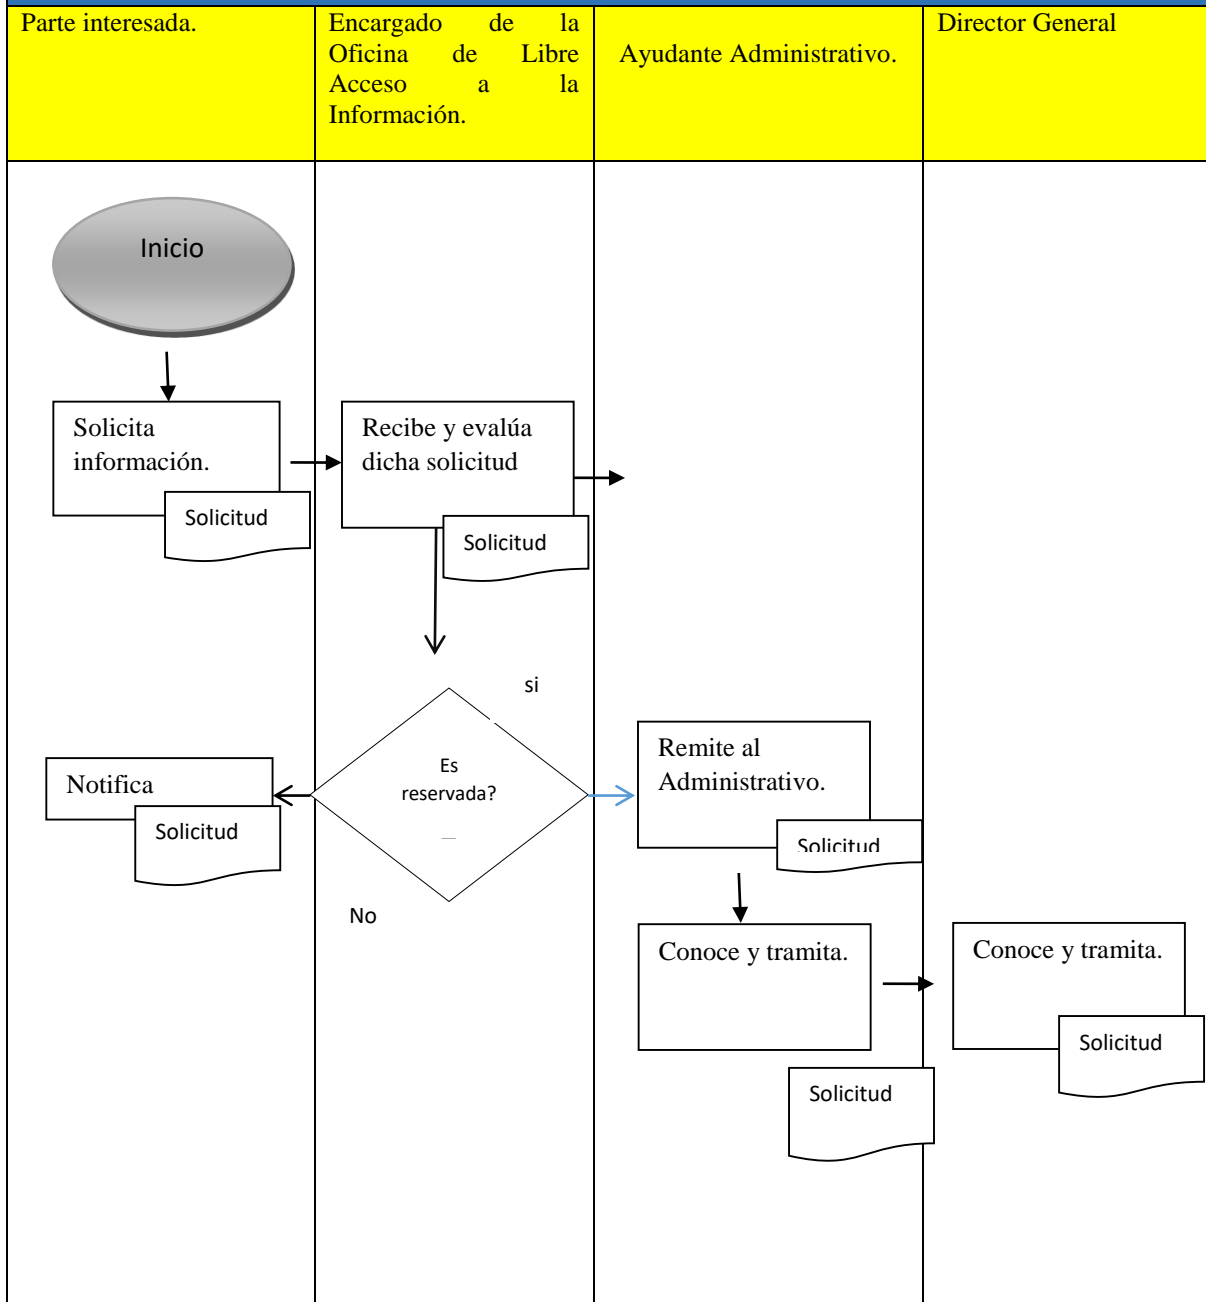 Parte interesada.
Encargado de la
Oficina de Libre
Acceso a la
Información.
Ayudante Administrativo.
Director General
Inicio
Solicita
información.
Solicitud
Recibe y evalúa
dicha solicitud
Solicitud
si
Es
reservada?
No
Notifica
Solicitud
Remite al
Administrativo.
Solicitud
Conoce y tramita.
Solicitud
Conoce y tramita.
Solicitud